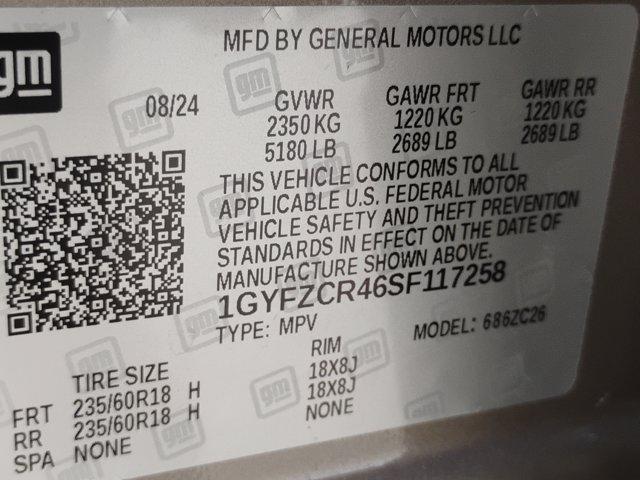 gm
MFD BY GENERAL MOTORS LLC
08/24
GVWR GAWR FRT GAWR RR
2350 KG 1220 KG 1220 KG
5180 LB 2689 LB 2689 LB
THIS VEHICLE CONFORMS TO ALL
APPLICABLE U.S. FEDERAL MOTOR
VEHICLE SAFETY AND THEFT PREVENTION
STANDARDS IN EFFECT ON THE DATE OF
MANUFACTURE SHOWN ABOVE.
1GYFZCR46SF117258
TYPE: MPV MODEL: 686ZC26
TIRE SIZE RIM
FRT 235/60R18 H 18X8J
RR 235/60R18 H 18X8J
SPA NONE NONE